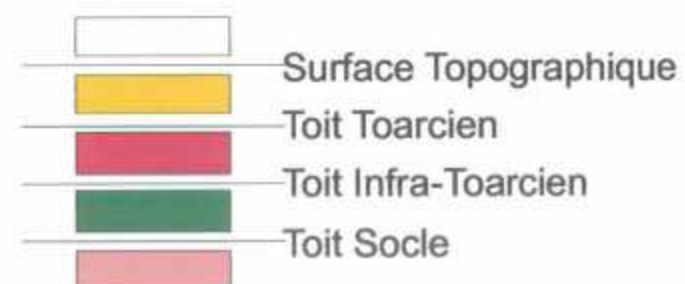 Surface Topographique
Toit Toarcien
Toit Infra-Toarcien
Toit Socle